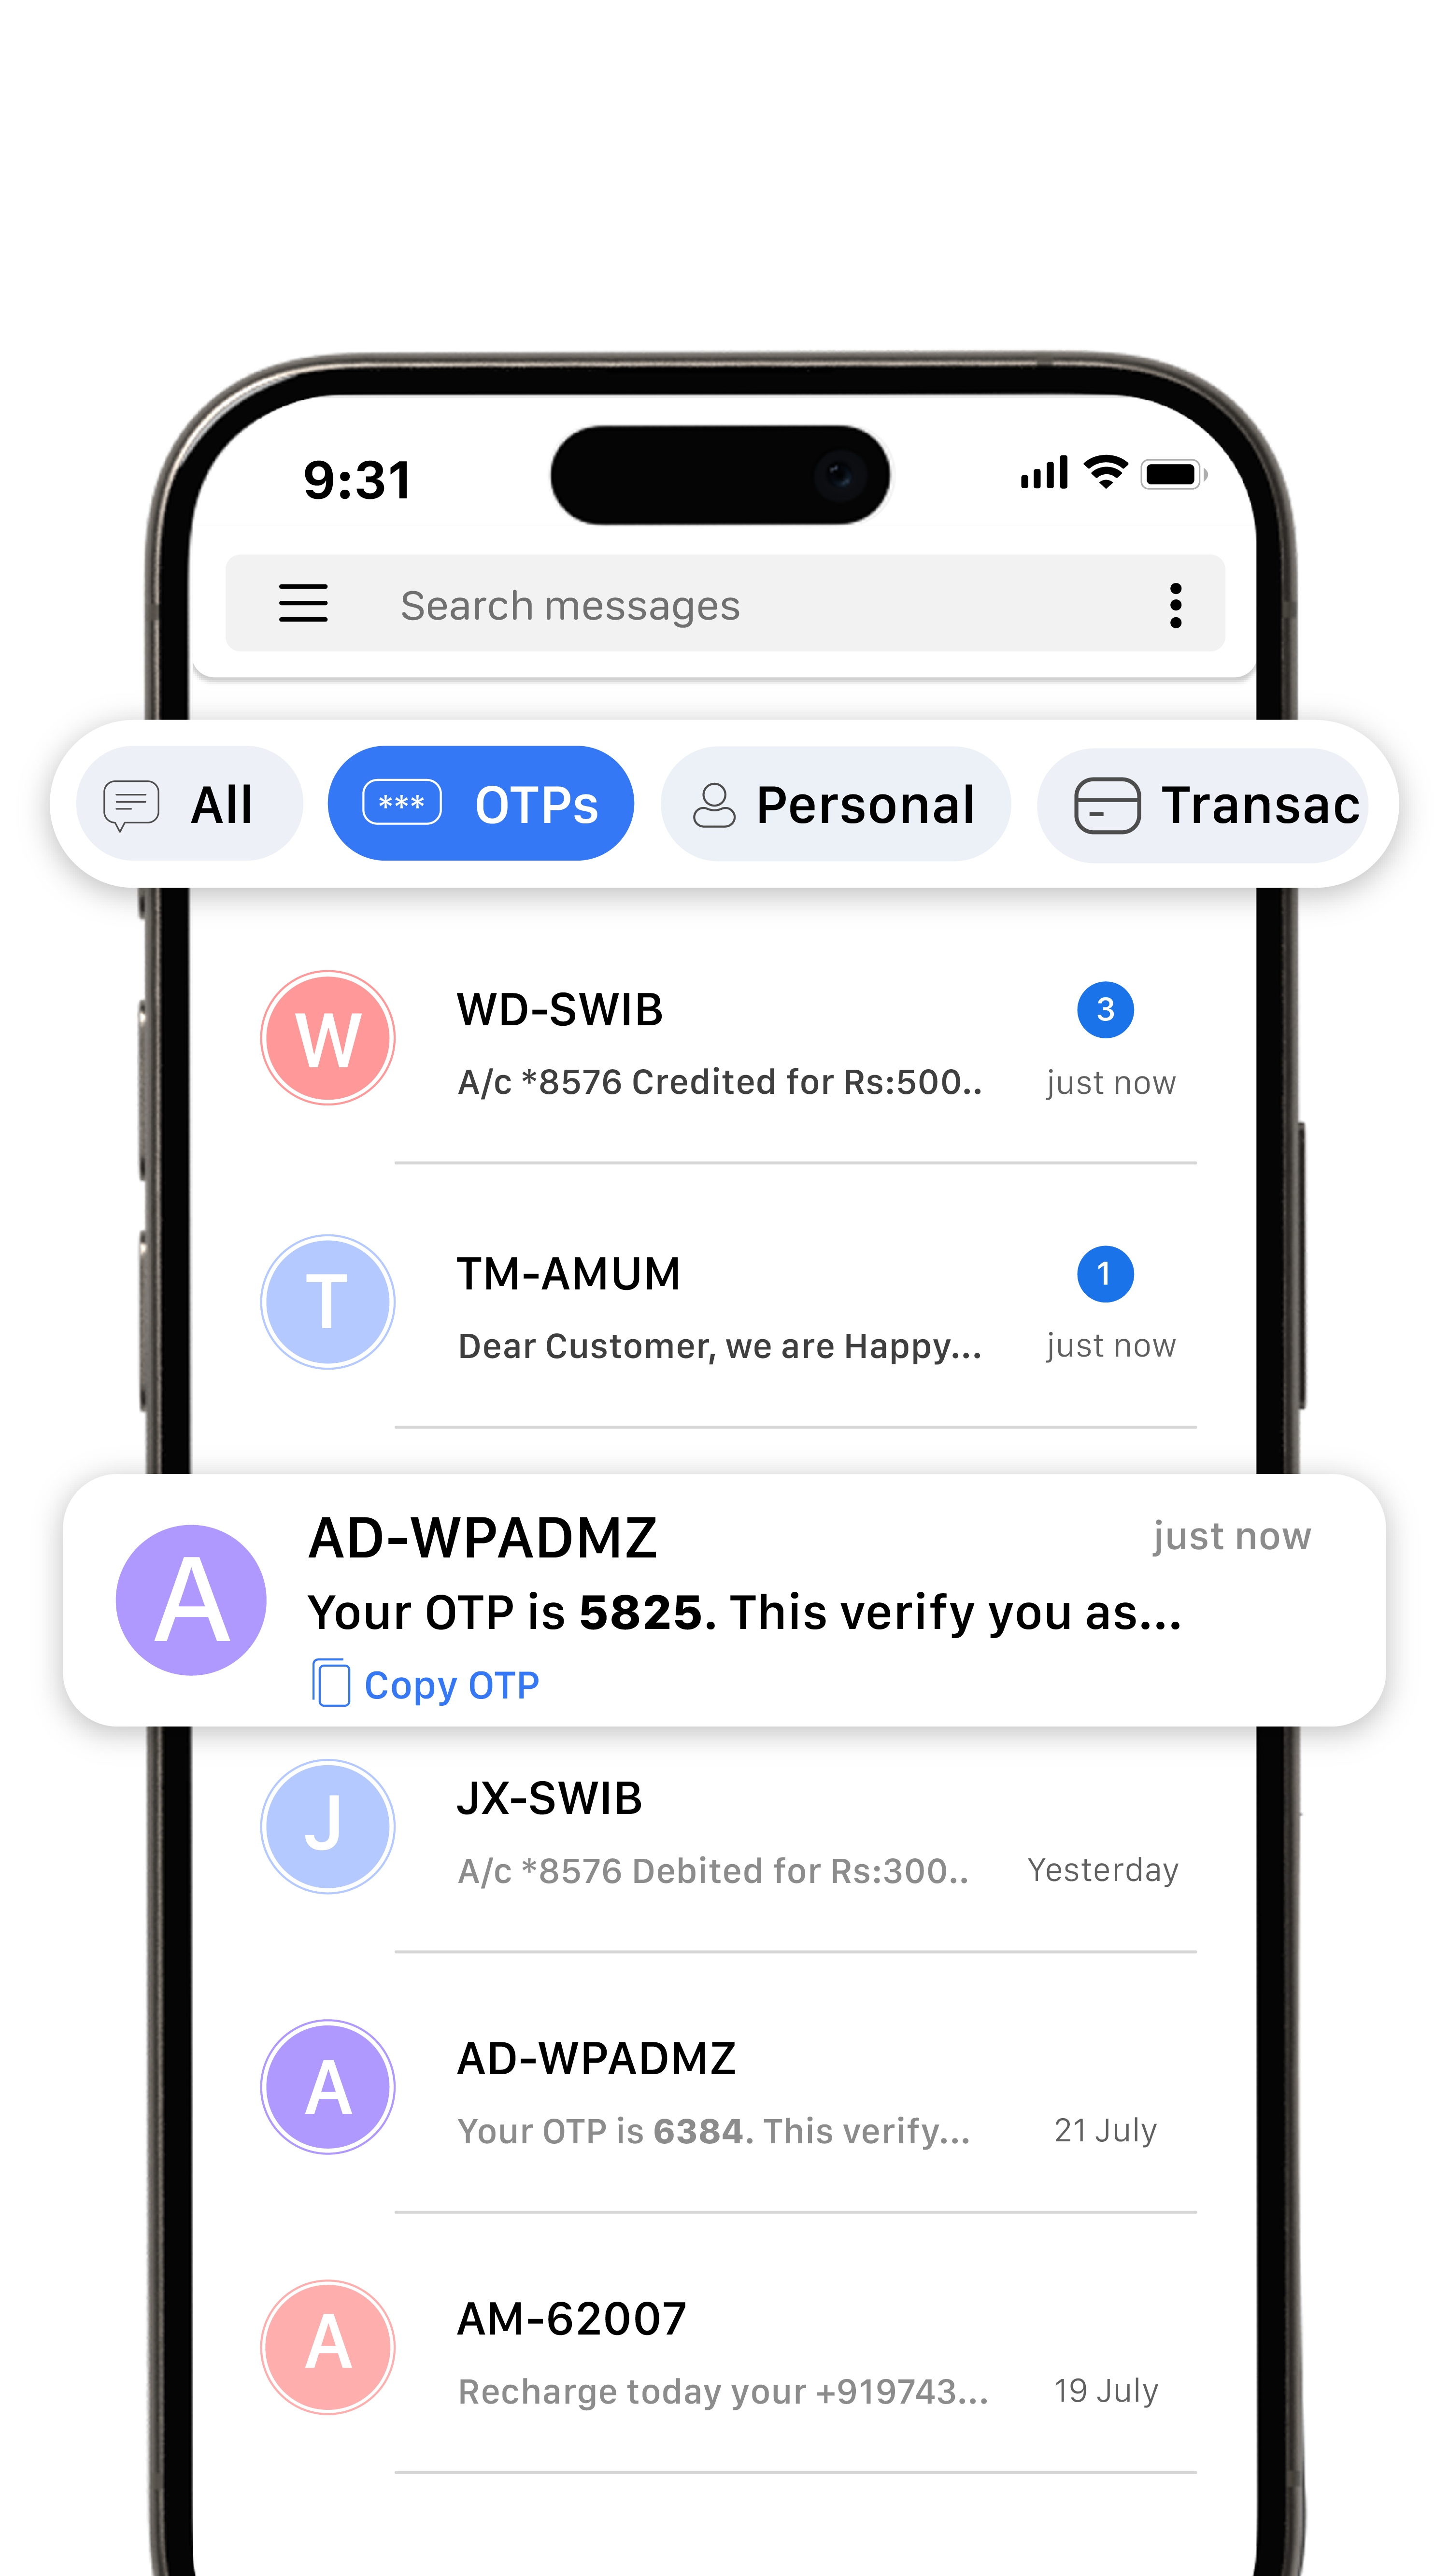 9:31
Search messages
All
*** OTPs
Personal
Transac
W
WD-SWIB
3
A/c *8576 Credited for Rs:500..
just now
T
TM-AMUM
1
Dear Customer, we are Happy...
just now
A
AD-WPADMZ
just now
Your OTP is 5825. This verify you as...
Copy OTP
J
JX-SWIB
A/c *8576 Debited for Rs:300..
Yesterday
A
AD-WPADMZ
Your OTP is 6384. This verify...
21 July
A
AM-62007
Recharge today your +919743...
19 July